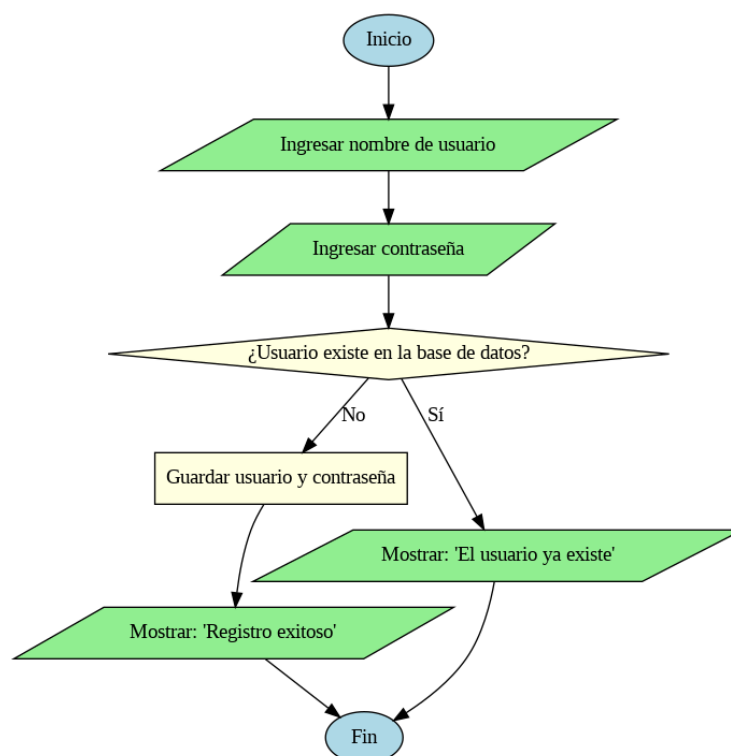 Inicio
Ingresar nombre de usuario
Ingresar contraseña
¿Usuario existe en la base de datos?
No
Sí
Guardar usuario y contraseña
Mostrar: 'El usuario ya existe'
Mostrar: 'Registro exitoso'
Fin